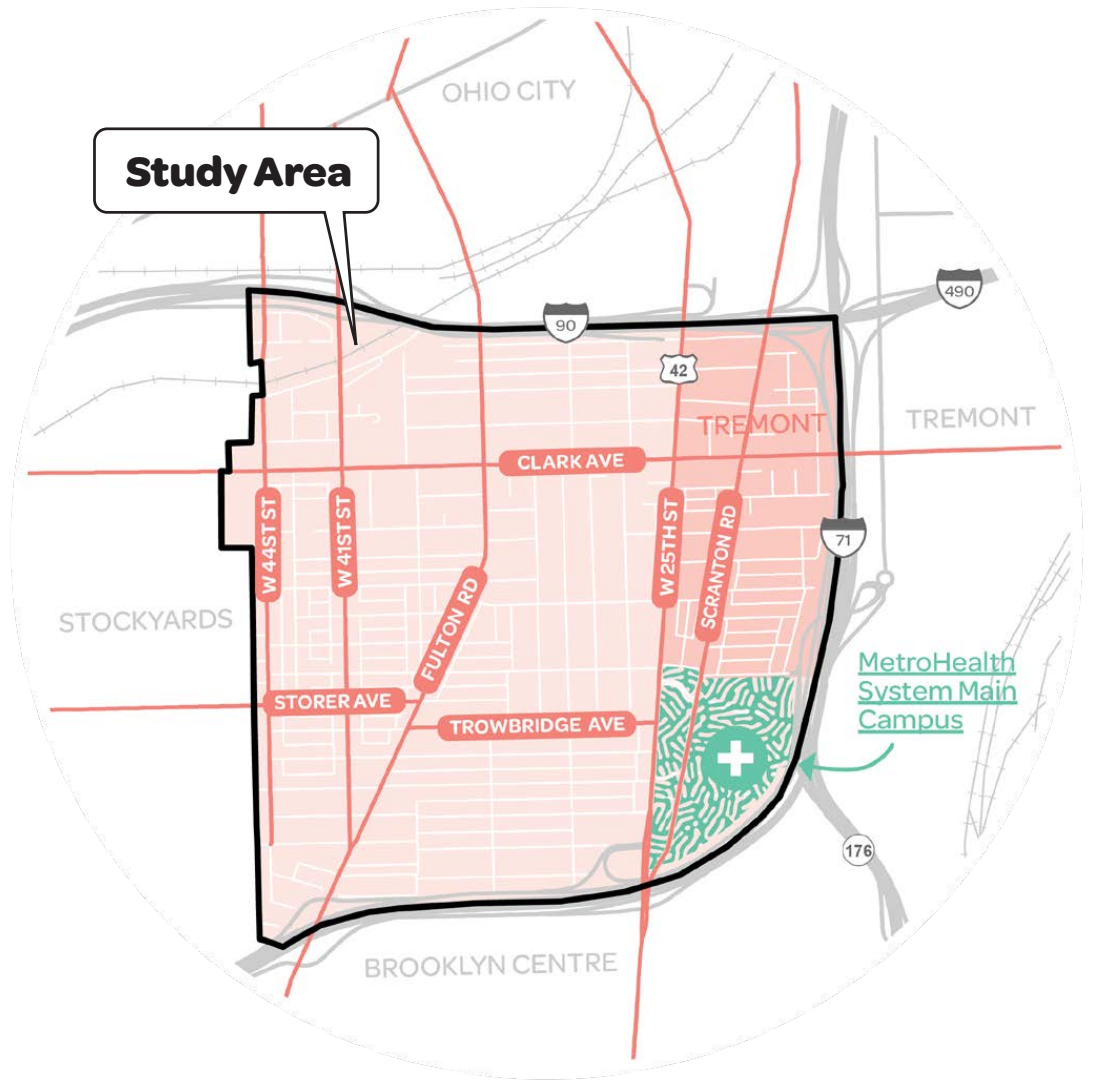 OHIO CITY
Study Area
490
90
42
TREMONT
TREMONT
CLARK AVE
W 44ST ST
W 41ST ST
W 25TH ST
SCRANTON RD
71
FULTON RD
STOCKYARDS
MetroHealth
System Main
Campus
STORER AVE
TROWBRIDGE AVE
176
BROOKLYN CENTRE